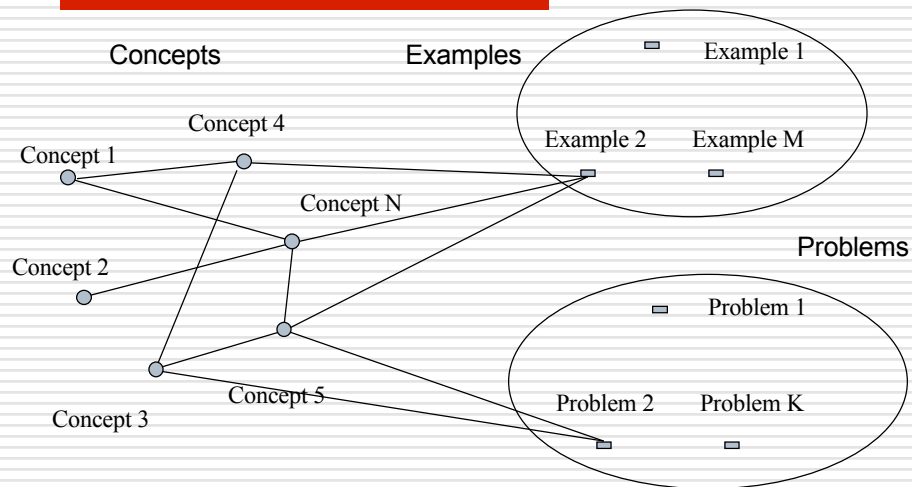 Concepts
Examples
Example 1
Concept 4
Example 2
Example M
Concept 1
Concept N
Problems
Concept 2
Problem 1
Concept 5
Problem 2
Problem K
Concept 3